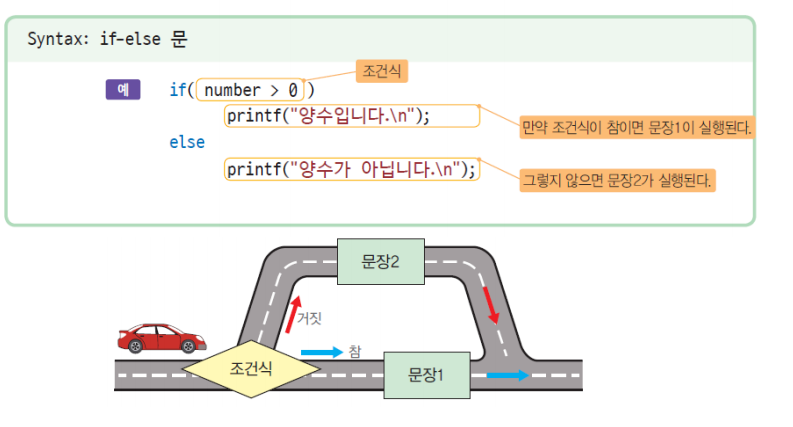 Syntax: if-else 문
조건식
예 if( number > 0 )
printf("양수입니다.\n");
만약 조건식이 참이면 문장1이 실행된다.
else
printf("양수가 아닙니다.\n");
그렇지 않으면 문장2가 실행된다.
문장2
거짓
참
조건식
문장1